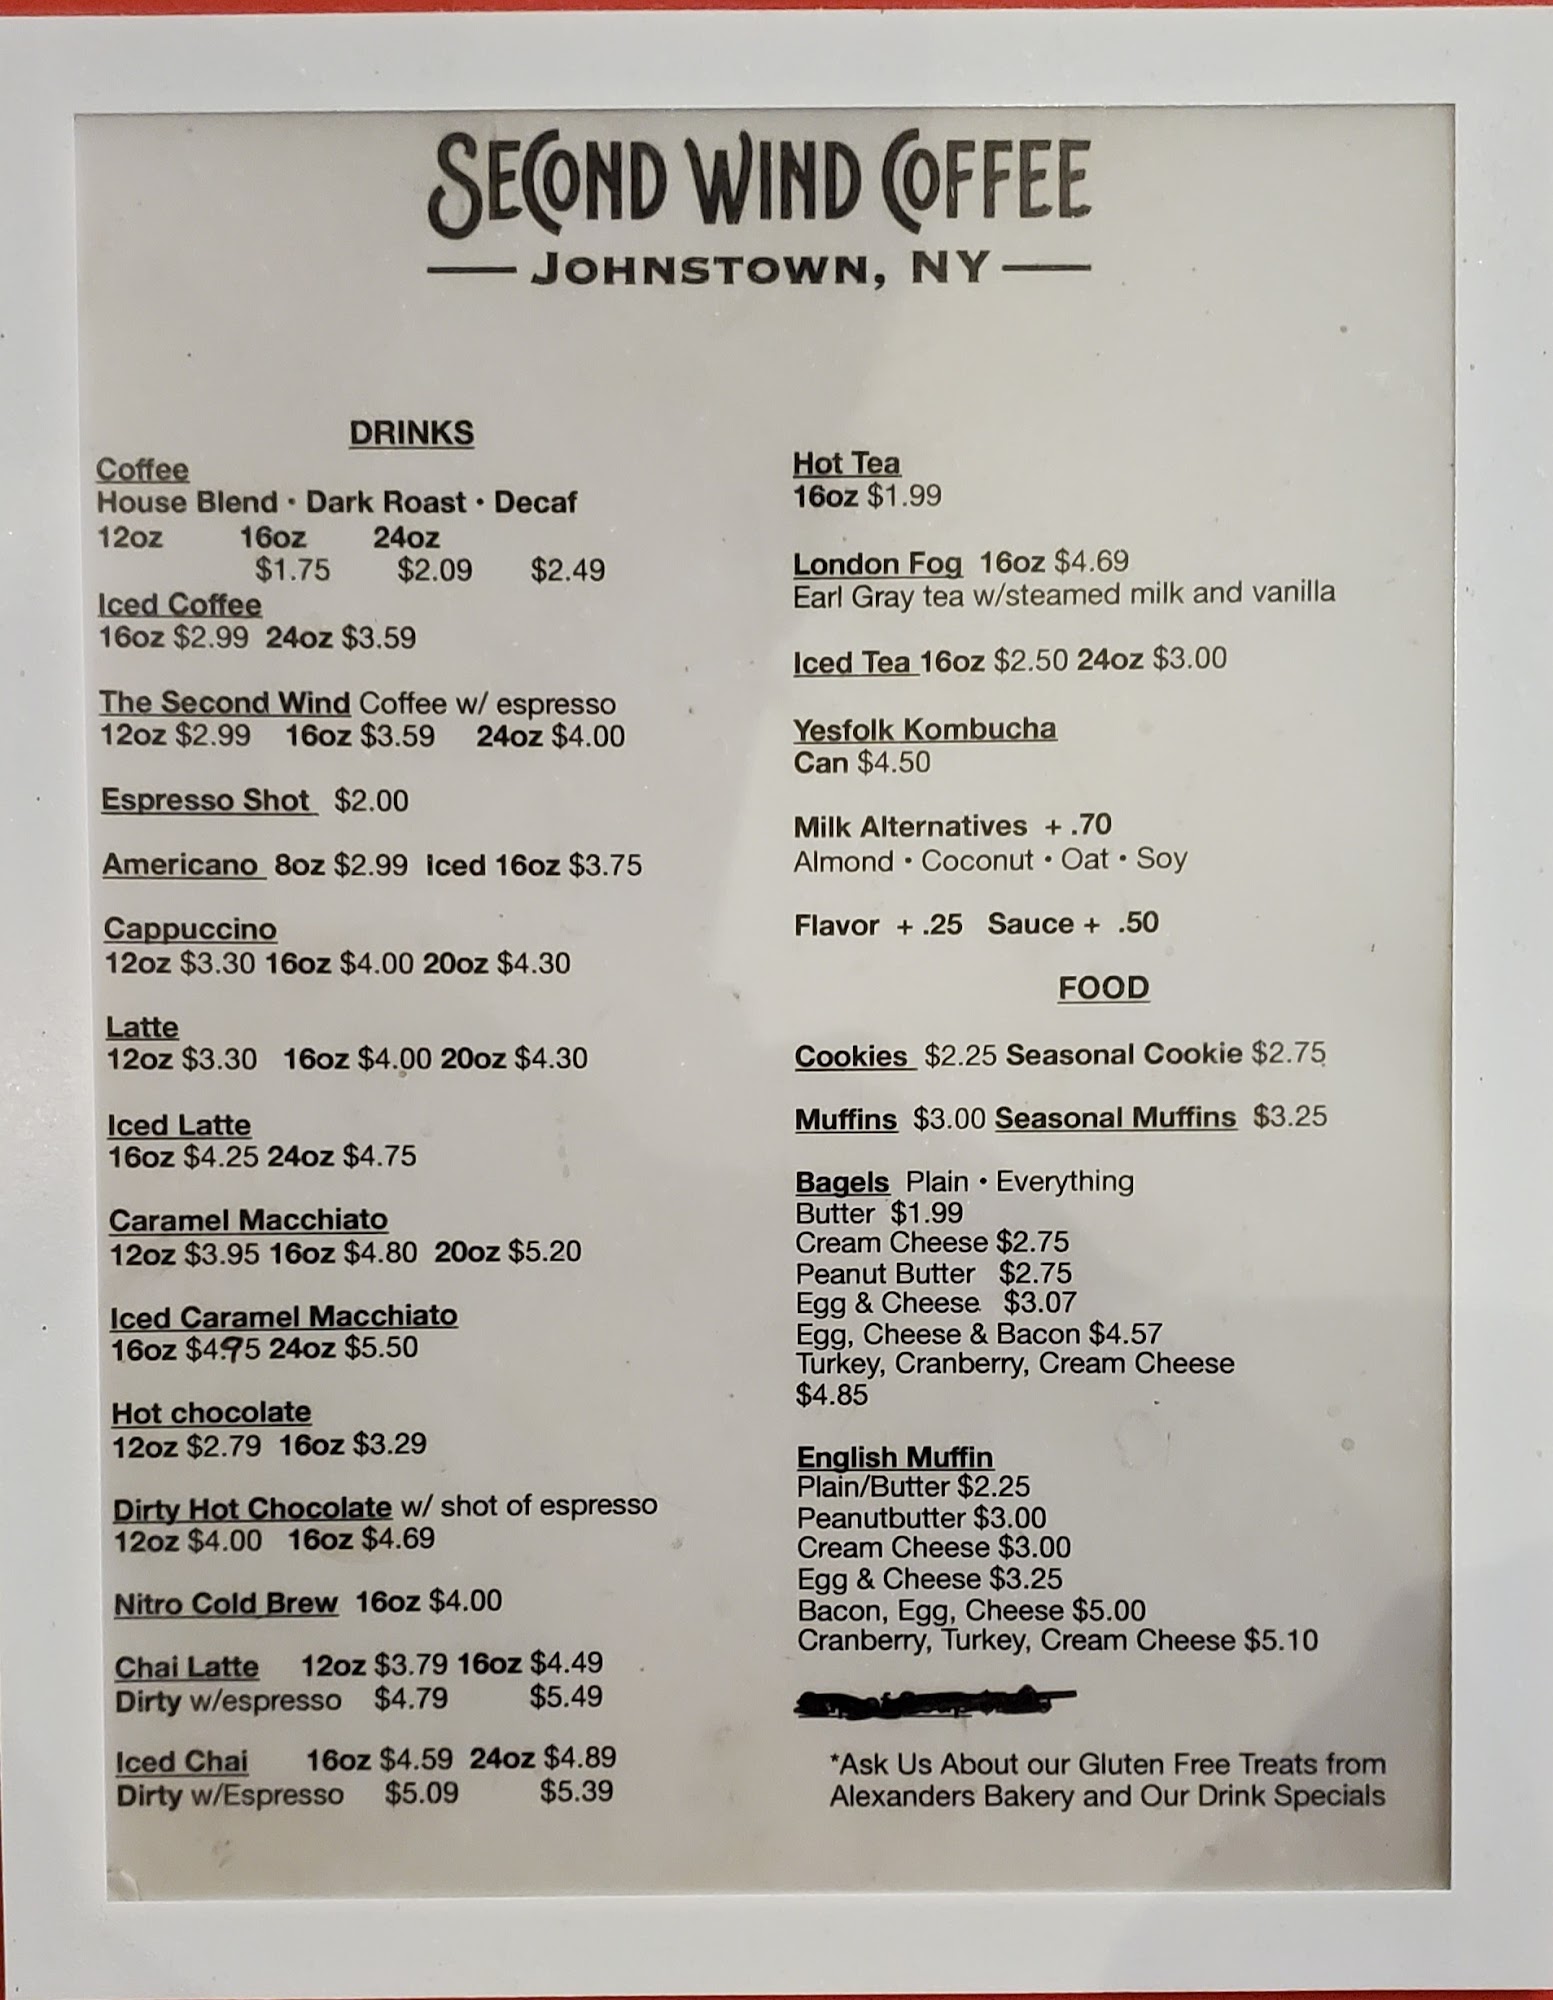 SECOND WIND COFFEE
JOHNSTOWN, NY
DRINKS
Coffee
House Blend • Dark Roast • Decaf
12oz 16oz 24oz
$1.75 $2.09 $2.49
Iced Coffee
16oz $2.99 24oz $3.59
The Second Wind Coffee w/ espresso
12oz $2.99 16oz $3.59 24oz $4.00
Espresso Shot $2.00
Americano 8oz $2.99 iced 16oz $3.75
Cappuccino
12oz $3.30 16oz $4.00 20oz $4.30
Latte
12oz $3.30 16oz $4.00 20oz $4.30
Iced Latte
16oz $4.25 24oz $4.75
Caramel Macchiato
12oz $3.95 16oz $4.80 20oz $5.20
Iced Caramel Macchiato
16oz $4.95 24oz $5.50
Hot chocolate
12oz $2.79 16oz $3.29
Dirty Hot Chocolate w/ shot of espresso
12oz $4.00 16oz $4.69
Nitro Cold Brew 16oz $4.00
Chai Latte 12oz $3.79 16oz $4.49
Dirty w/espresso $4.79 $5.49
Iced Chai 16oz $4.59 24oz $4.89
Dirty w/Espresso $5.09 $5.39
Hot Tea
16oz $1.99
London Fog 16oz $4.69
Earl Gray tea w/steamed milk and vanilla
Iced Tea 16oz $2.50 24oz $3.00
Yesfolk Kombucha
Can $4.50
Milk Alternatives + .70
Almond • Coconut • Oat • Soy
Flavor + .25 Sauce + .50
FOOD
Cookies $2.25 Seasonal Cookie $2.75
Muffins $3.00 Seasonal Muffins $3.25
Bagels Plain • Everything
Butter $1.99
Cream Cheese $2.75
Peanut Butter $2.75
Egg & Cheese $3.07
Egg, Cheese & Bacon $4.57
Turkey, Cranberry, Cream Cheese
$4.85
English Muffin
Plain/Butter $2.25
Peanutbutter $3.00
Cream Cheese $3.00
Egg & Cheese $3.25
Bacon, Egg, Cheese $5.00
Cranberry, Turkey, Cream Cheese $5.10
*Ask Us About our Gluten Free Treats from
Alexanders Bakery and Our Drink Specials